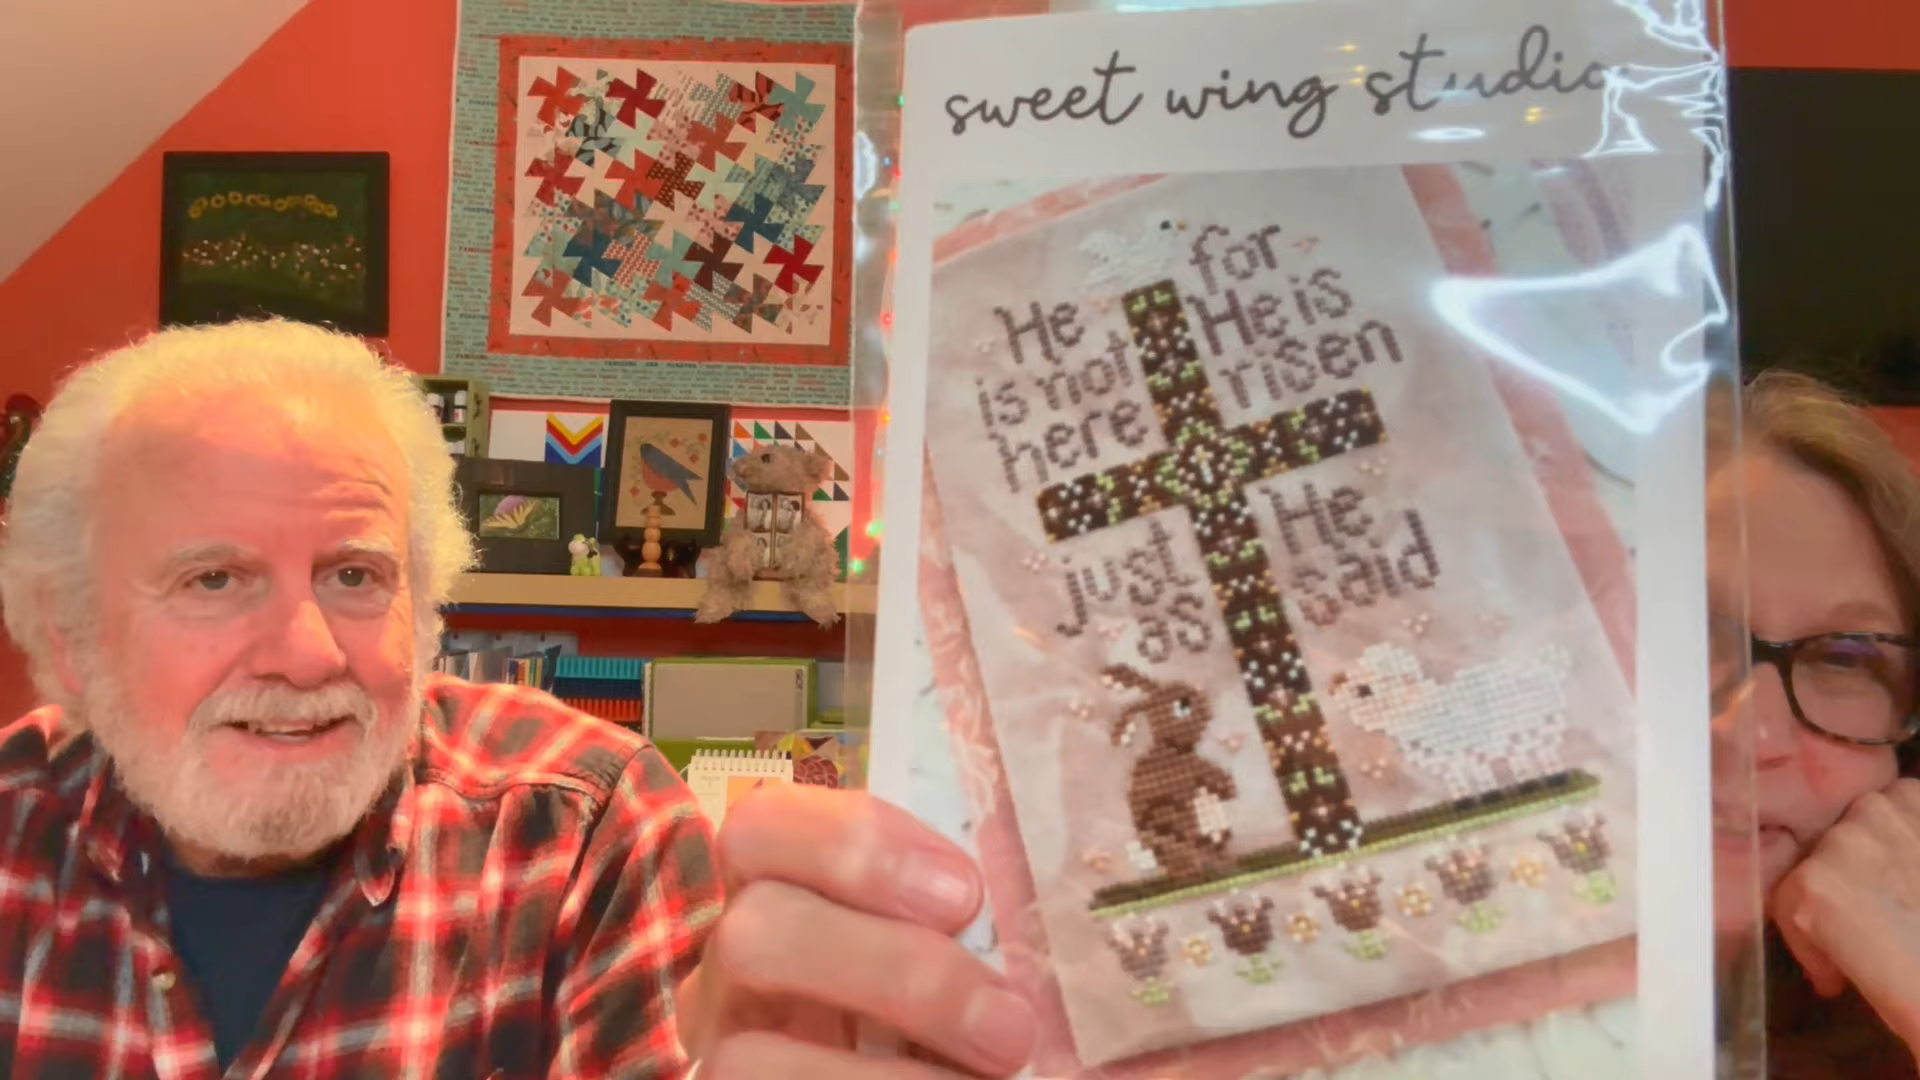 sweet wing studio
He
is not
here
for
He is
risen
just
as
He
said